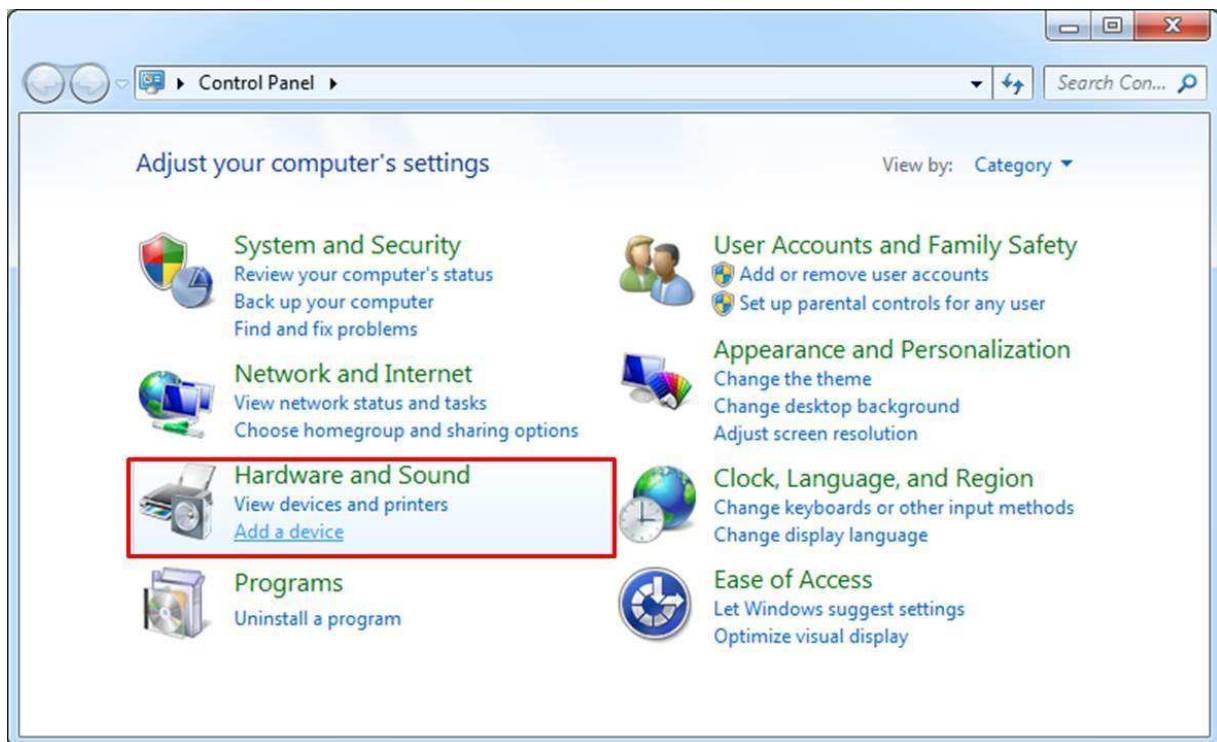 Control Panel
Search Con...
Adjust your computer's settings
View by: Category
System and Security
Review your computer's status
Back up your computer
Find and fix problems
Network and Internet
View network status and tasks
Choose homegroup and sharing options
Hardware and Sound
View devices and printers
Add a device
Programs
Uninstall a program
User Accounts and Family Safety
Add or remove user accounts
Set up parental controls for any user
Appearance and Personalization
Change the theme
Change desktop background
Adjust screen resolution
Clock, Language, and Region
Change keyboards or other input methods
Change display language
Ease of Access
Let Windows suggest settings
Optimize visual display